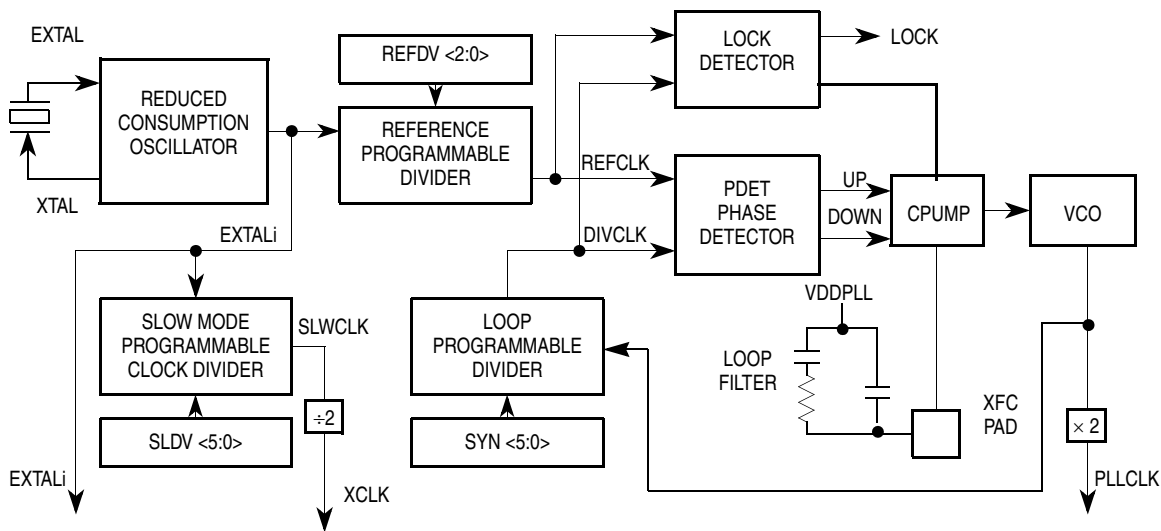 EXTAL
REDUCED
CONSUMPTION
OSCILLATOR
XTAL
REFDV <2:0>
REFERENCE
PROGRAMMABLE
DIVIDER
LOCK
DETECTOR
LOCK
REFCLK
DIVCLK
PDET
PHASE
DETECTOR
UP
DOWN
CPUMP
VCO
EXTALi
SLOW MODE
PROGRAMMABLE
CLOCK DIVIDER
SLWCLK
÷2
SLDV <5:0>
EXTALi
XCLK
LOOP
PROGRAMMABLE
DIVIDER
SYN <5:0>
VDDPLL
LOOP
FILTER
XFC
PAD
× 2
PLLCLK